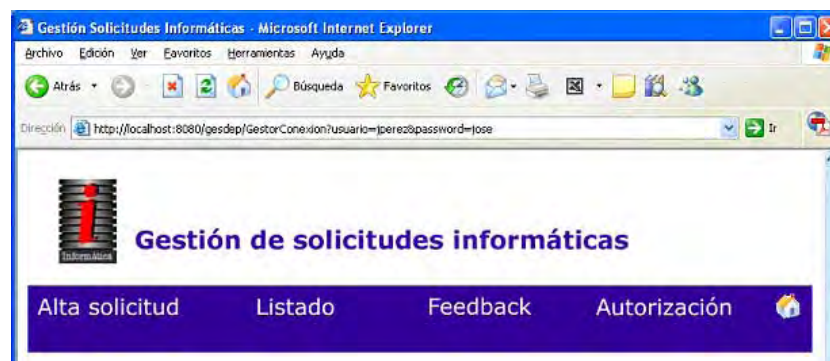 Gestión Solicitudes Informáticas - Microsoft Internet Explorer
Archivo Edición Ver Favoritos Herramientas Ayuda
Atrás Búsqueda Favoritos
Dirección http://localhost:8080/gesdep/GestorConexion?usuario=jperez&password=jose Ir
Informática
Gestión de solicitudes informáticas
Alta solicitud Listado Feedback Autorización